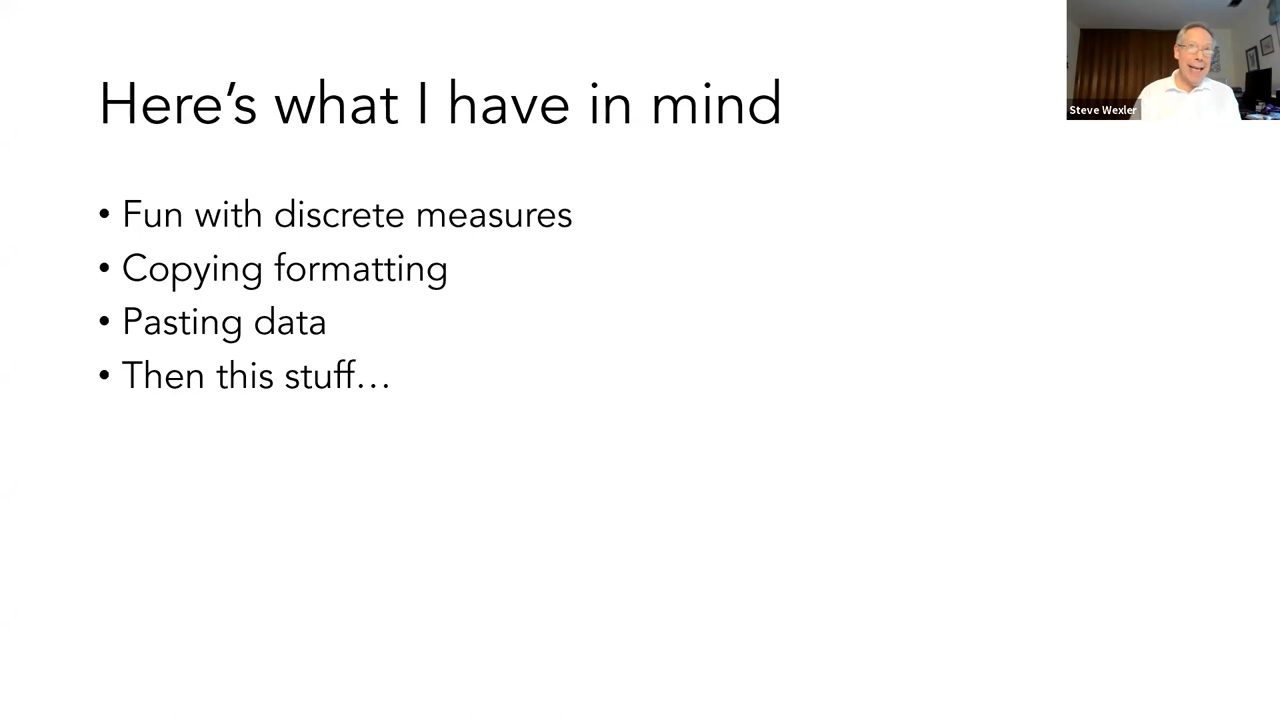 Here’s what I have in mind
Steve Wexler
• Fun with discrete measures
• Copying formatting
• Pasting data
• Then this stuff…